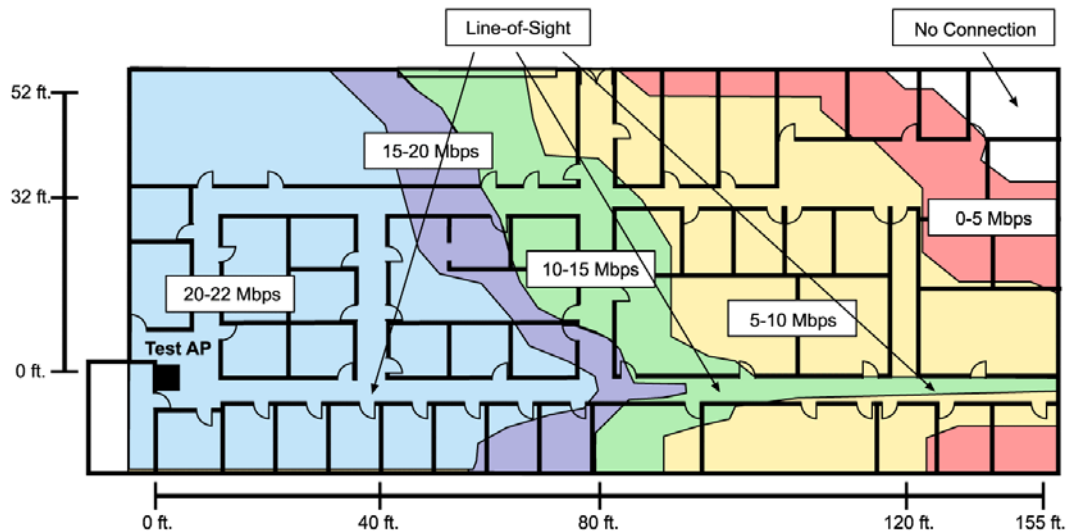 Line-of-Sight
No Connection
52 ft.
15-20 Mbps
32 ft.
0-5 Mbps
10-15 Mbps
20-22 Mbps
5-10 Mbps
Test AP
0 ft.
0 ft.
40 ft.
80 ft.
120 ft.
155 ft.